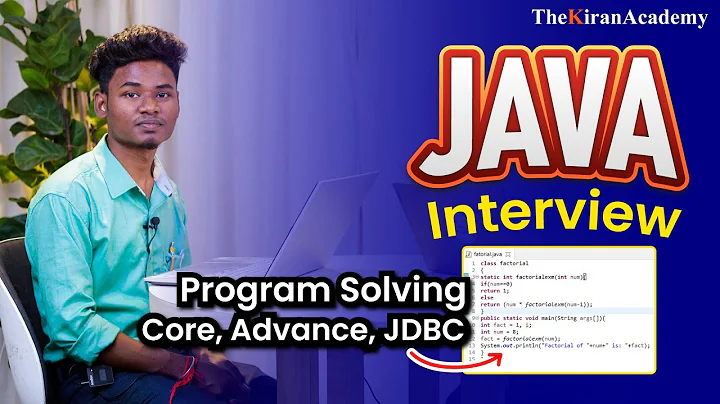 TheKiranAcademy
JAVA
Interview
Program Solving
Core, Advance, JDBC
fatorial.java
1 class factorial
2 {
3 static int factorialexm(int num){
4 if(num==0)
5 return 1;
6 else
7 return (num * factorialexm(num-1));
8 }
9 public static void main(String args[]){
10 int fact = 1, i;
11 int num = 8;
12 fact = factorialexm(num);
13 System.out.println("Factorial of "+num+" is: "+fact);
14 }